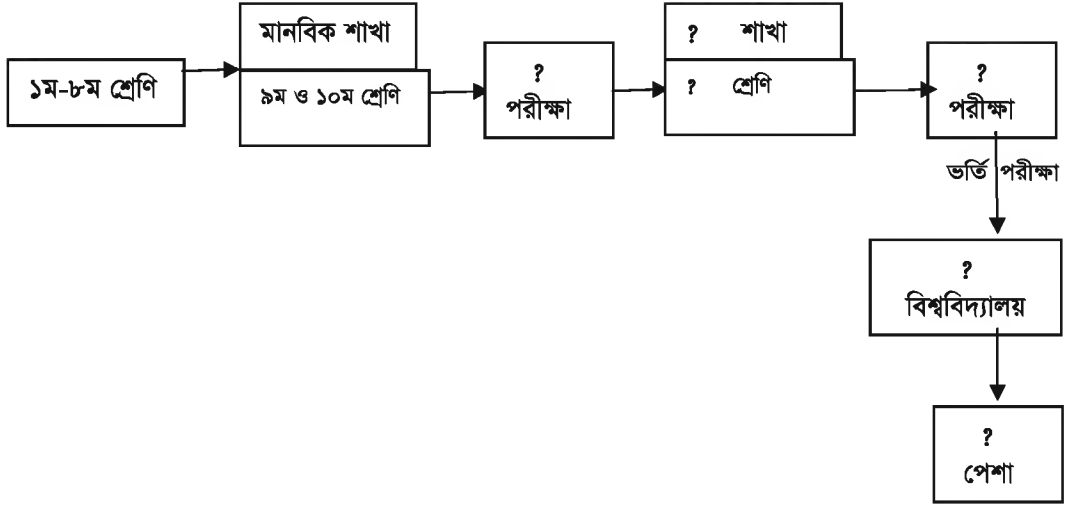 ১ম-৮ম শ্রেণি
মানবিক শাখা
৯ম ও ১০ম শ্রেণি
?
পরীক্ষা
? শাখা
? শ্রেণি
?
পরীক্ষা
ভর্তি পরীক্ষা
?
বিশ্ববিদ্যালয়
?
পেশা